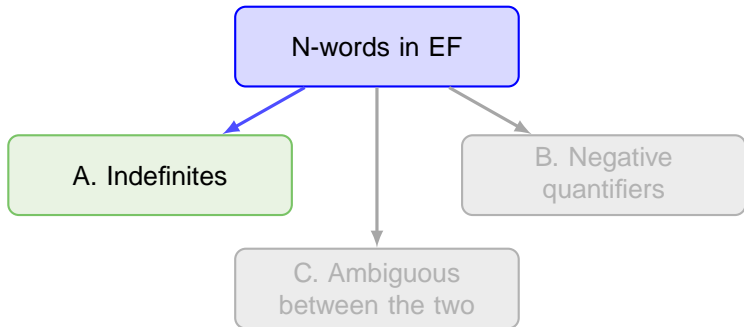 N-words in EF
A. Indefinites
B. Negative
quantifiers
C. Ambiguous
between the two